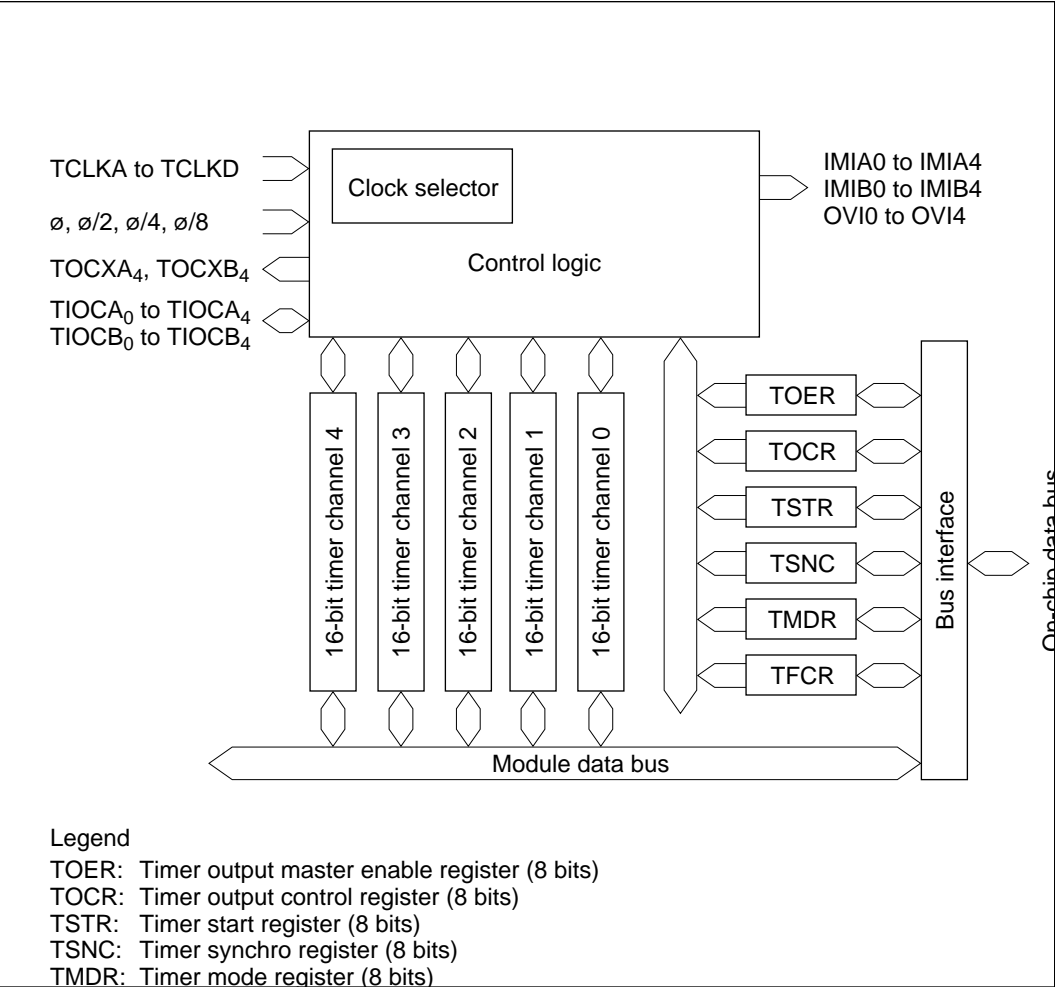 TCLKA to TCLKD
ø, ø/2, ø/4, ø/8
TOCXA4, TOCXB4
TIOCA0 to TIOCA4
TIOCB0 to TIOCB4
Clock selector
Control logic
IMIA0 to IMIA4
IMIB0 to IMIB4
OVI0 to OVI4
16-bit timer channel 4
16-bit timer channel 3
16-bit timer channel 2
16-bit timer channel 1
16-bit timer channel 0
TOER
TOCR
TSTR
TSNC
TMDR
TFCR
Bus interface
On-chip data bus
Module data bus
Legend
TOER: Timer output master enable register (8 bits)
TOCR: Timer output control register (8 bits)
TSTR: Timer start register (8 bits)
TSNC: Timer synchro register (8 bits)
TMDR: Timer mode register (8 bits)